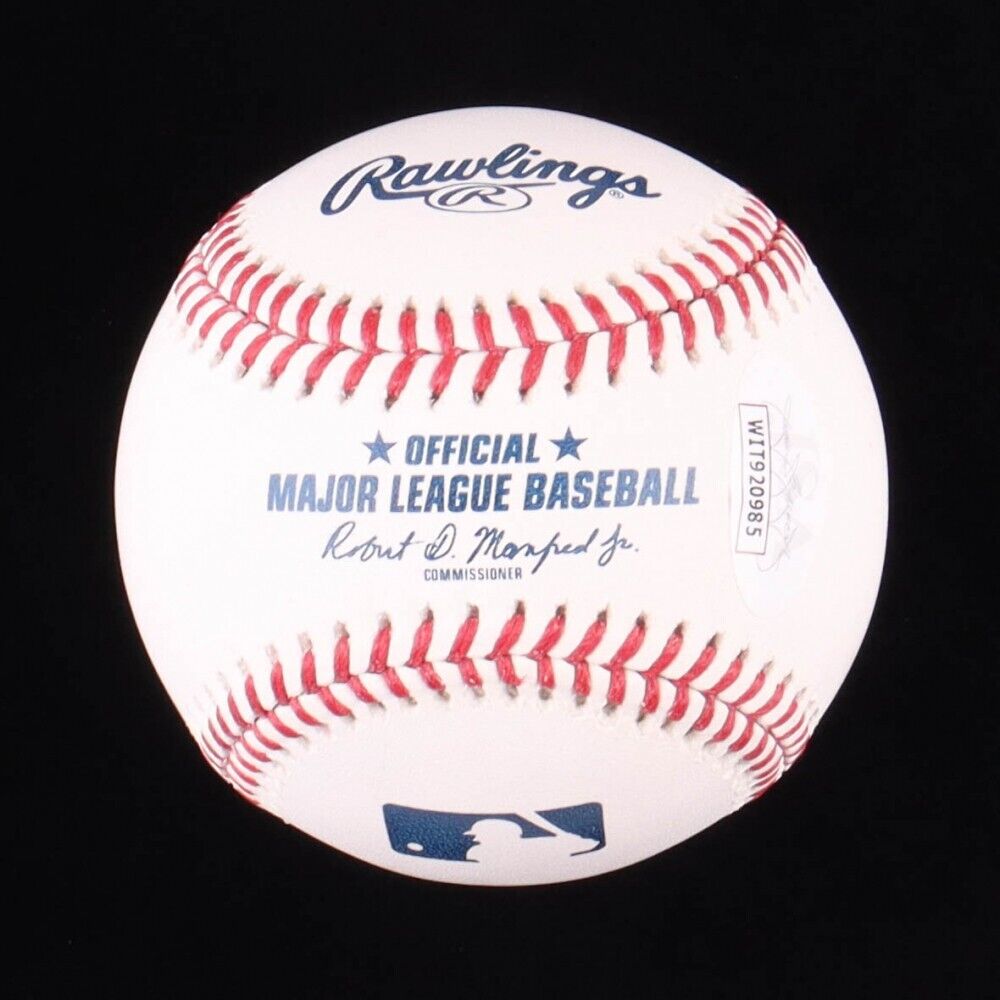 Rawlings®
R
★ OFFICIAL ★
MAJOR LEAGUE BASEBALL
Robert D. Manfred Jr.
COMMISSIONER
WIT920985